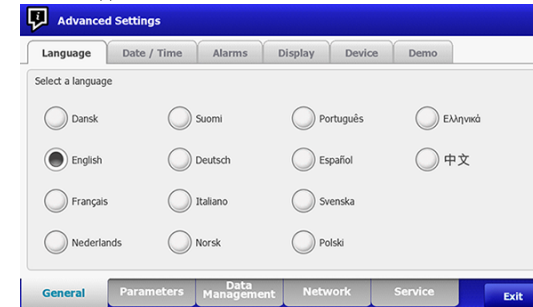 Advanced Settings
Language Date / Time Alarms Display Device Demo
Select a language
Dansk Suomi Português Ελληνικά
English Deutsch Español 中文
Français Italiano Svenska
Nederlands Norsk Polski
General Parameters Data Management Network Service Exit